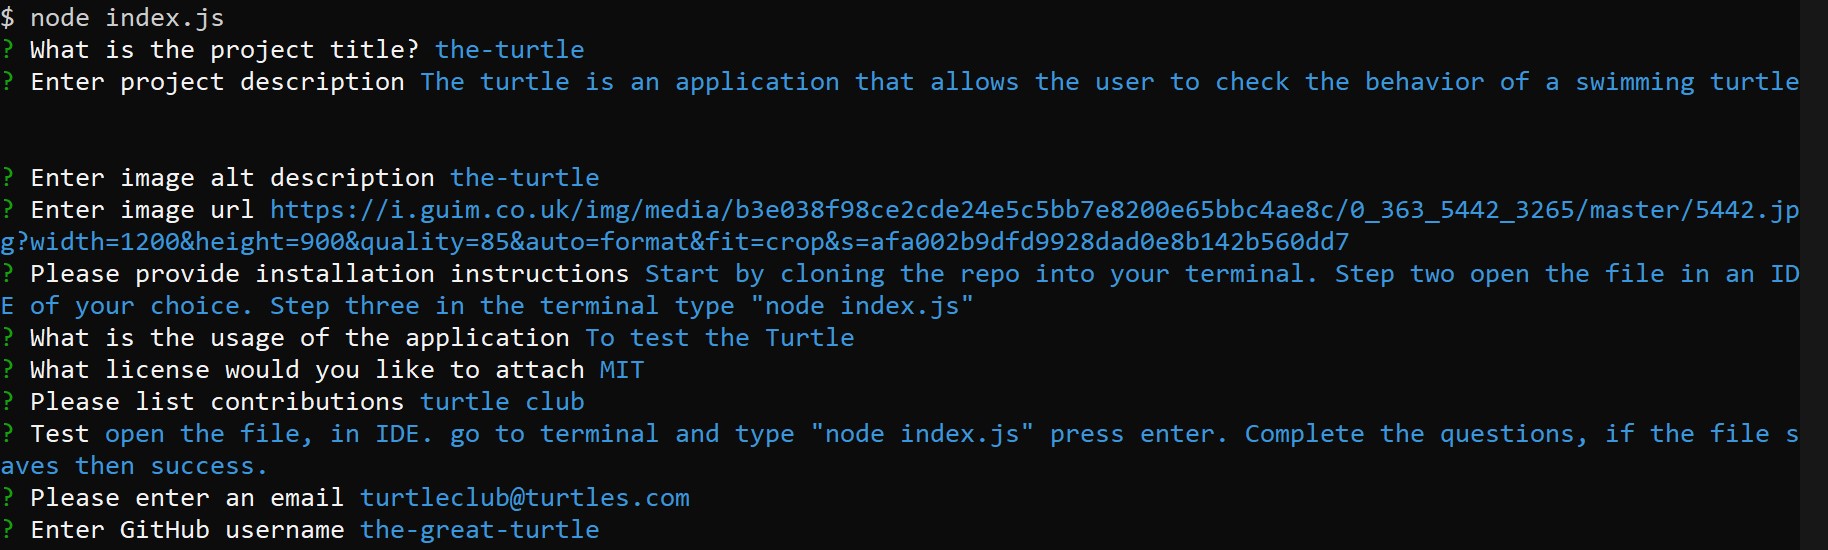 $ node index.js
? What is the project title? the-turtle
? Enter project description The turtle is an application that allows the user to check the behavior of a swimming turtle
? Enter image alt description the-turtle
? Enter image url https://i.guim.co.uk/img/media/b3e038f98ce2cde24e5c5bb7e8200e65bbc4ae8c/0_363_5442_3265/master/5442.jp
g?width=1200&height=900&quality=85&auto=format&fit=crop&s=afa002b9dfd9928dad0e8b142b560dd7
? Please provide installation instructions Start by cloning the repo into your terminal. Step two open the file in an ID
E of your choice. Step three in the terminal type "node index.js"
? What is the usage of the application To test the Turtle
? What license would you like to attach MIT
? Please list contributions turtle club
? Test open the file, in IDE. go to terminal and type "node index.js" press enter. Complete the questions, if the file s
aves then success.
? Please enter an email turtleclub@turtles.com
? Enter GitHub username the-great-turtle